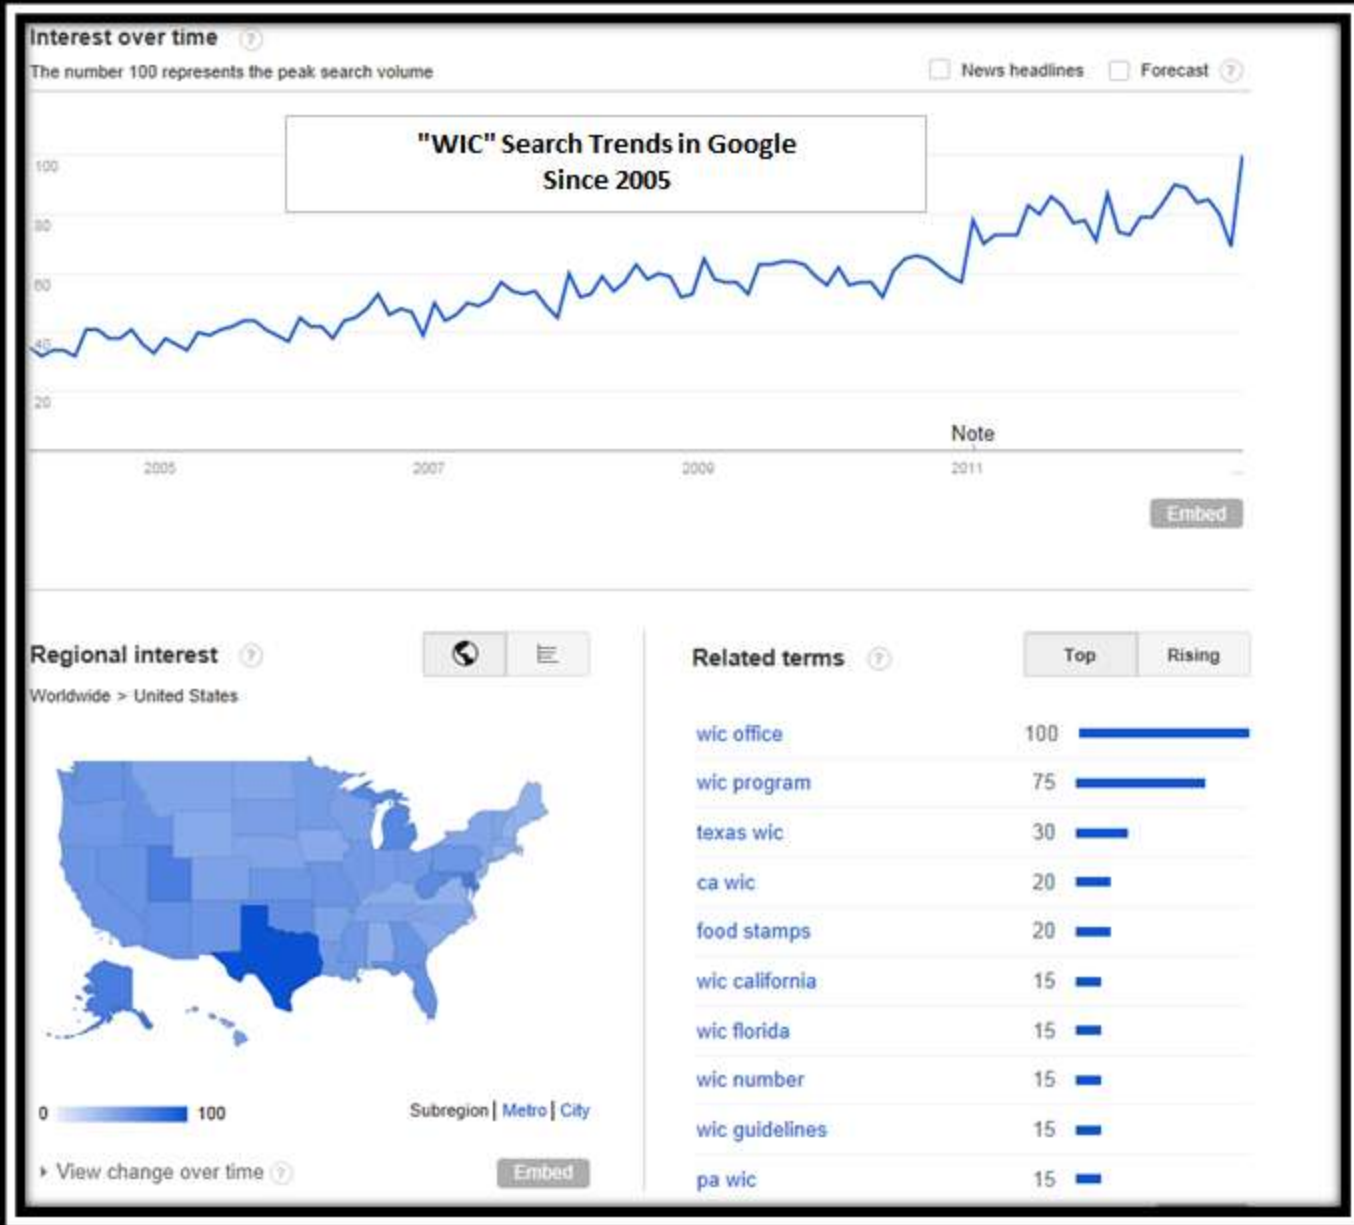 Interest over time ?
The number 100 represents the peak search volume
News headlines
Forecast ?
"WIC" Search Trends in Google
Since 2005
100
80
60
40
20
Note
2005
2007
2009
2011
...
Embed
Regional interest ?
Worldwide > United States
0
100
Subregion | Metro | City
View change over time ?
Embed
Related terms ?
Top
Rising
wic office 100
wic program 75
texas wic 30
ca wic 20
food stamps 20
wic california 15
wic florida 15
wic number 15
wic guidelines 15
pa wic 15